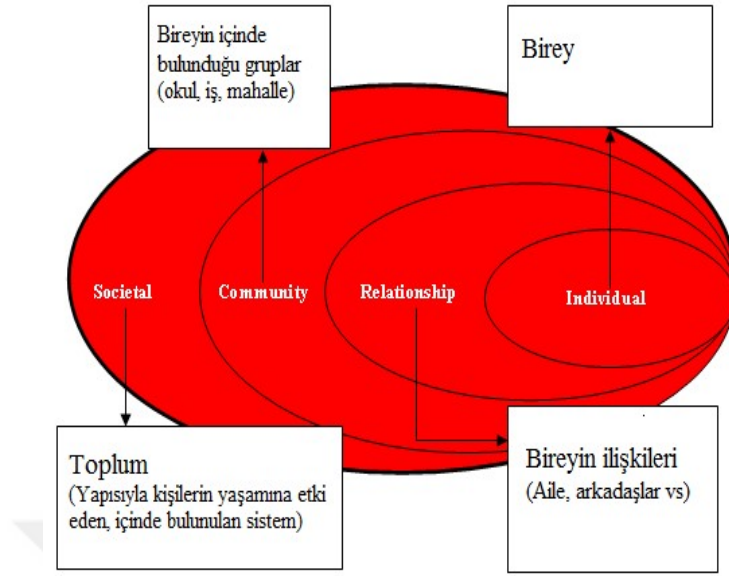 Bireyin içinde
bulunduğu gruplar
(okul, iş, mahalle)
Birey
Societal
Community
Relationship
Individual
Toplum
(Yapısıyla kişilerin yaşamına etki
eden, içinde bulunulan sistem)
Bireyin ilişkileri
(Aile, arkadaşlar vs)